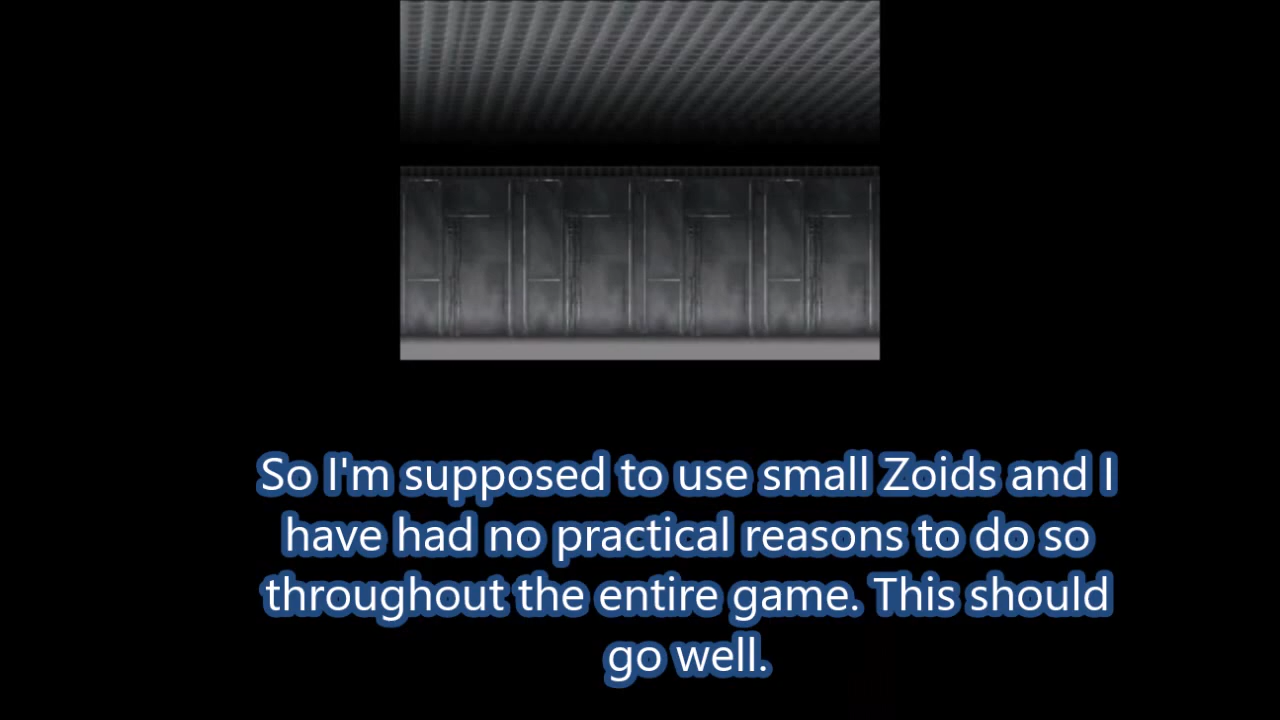 So I'm supposed to use small Zoids and I
have had no practical reasons to do so
throughout the entire game. This should
go well.